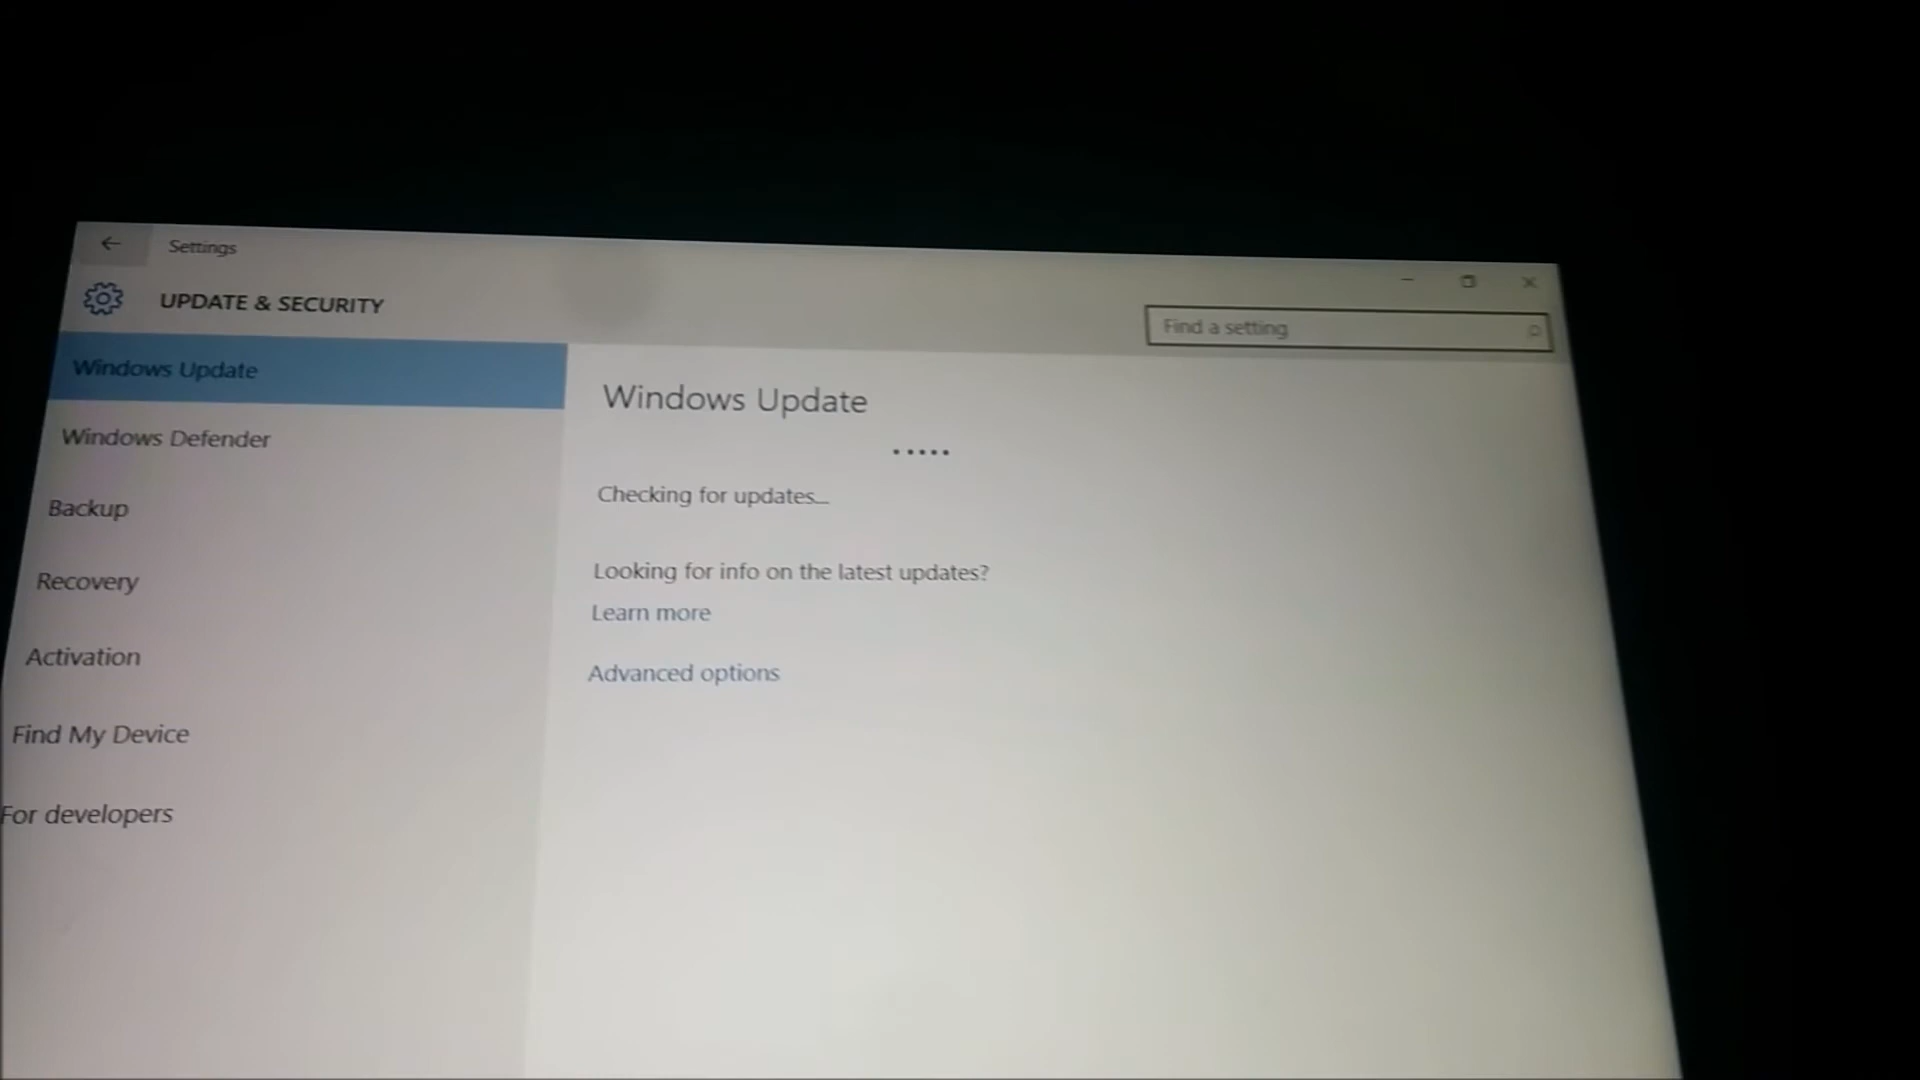 Settings
UPDATE & SECURITY
Find a setting
Windows Update
Windows Defender
Backup
Recovery
Activation
Find My Device
For developers
Windows Update
Checking for updates...
Looking for info on the latest updates?
Learn more
Advanced options